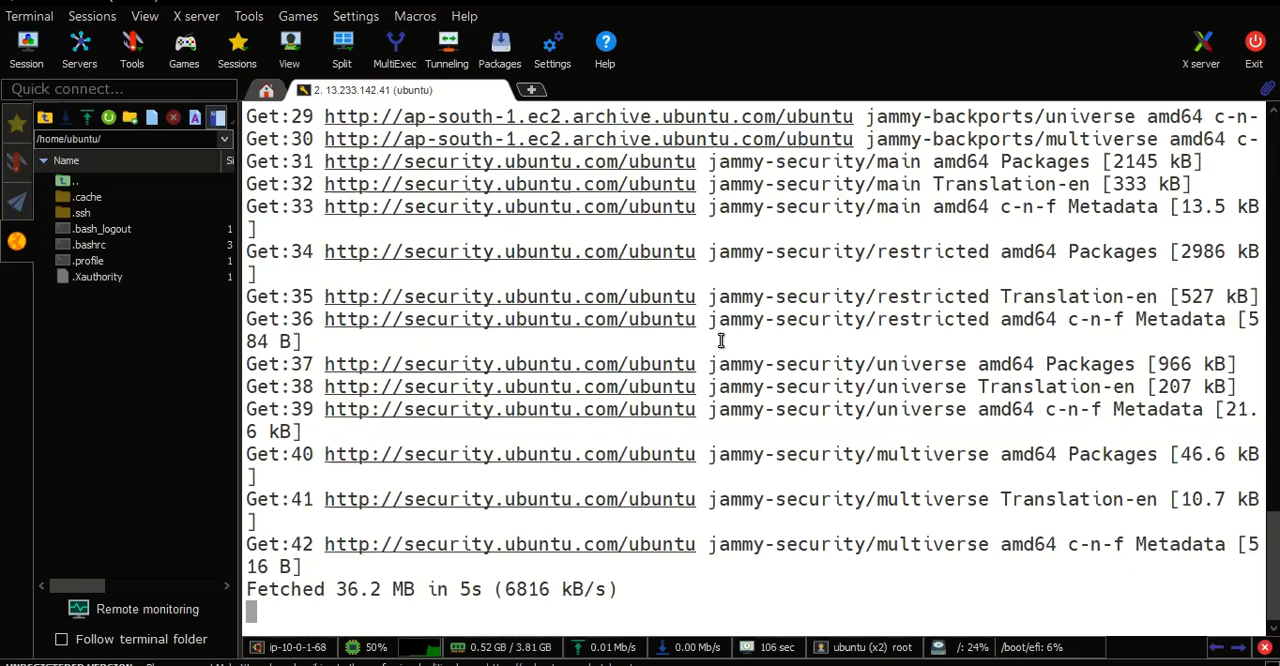 Terminal Sessions View X server Tools Games Settings Macros Help
Session Servers Tools Games Sessions View Split MultiExec Tunneling Packages Settings Help X server Exit
Quick connect...
2. 13.233.142.41 (ubuntu)
/home/ubuntu/
Name Si
..
.cache
.ssh
.bash_logout 1
.bashrc 3
.profile 1
.Xauthority 1
Remote monitoring
Follow terminal folder
Get:29 http://ap-south-1.ec2.archive.ubuntu.com/ubuntu jammy-backports/universe amd64 c-n-
Get:30 http://ap-south-1.ec2.archive.ubuntu.com/ubuntu jammy-backports/multiverse amd64 c-
Get:31 http://security.ubuntu.com/ubuntu jammy-security/main amd64 Packages [2145 kB]
Get:32 http://security.ubuntu.com/ubuntu jammy-security/main Translation-en [333 kB]
Get:33 http://security.ubuntu.com/ubuntu jammy-security/main amd64 c-n-f Metadata [13.5 kB
]
Get:34 http://security.ubuntu.com/ubuntu jammy-security/restricted amd64 Packages [2986 kB
]
Get:35 http://security.ubuntu.com/ubuntu jammy-security/restricted Translation-en [527 kB]
Get:36 http://security.ubuntu.com/ubuntu jammy-security/restricted amd64 c-n-f Metadata [5
84 B]
Get:37 http://security.ubuntu.com/ubuntu jammy-security/universe amd64 Packages [966 kB]
Get:38 http://security.ubuntu.com/ubuntu jammy-security/universe Translation-en [207 kB]
Get:39 http://security.ubuntu.com/ubuntu jammy-security/universe amd64 c-n-f Metadata [21.
6 kB]
Get:40 http://security.ubuntu.com/ubuntu jammy-security/multiverse amd64 Packages [46.6 kB
]
Get:41 http://security.ubuntu.com/ubuntu jammy-security/multiverse Translation-en [10.7 kB
]
Get:42 http://security.ubuntu.com/ubuntu jammy-security/multiverse amd64 c-n-f Metadata [5
16 B]
Fetched 36.2 MB in 5s (6816 kB/s)
ip-10-0-1-68 50% 0.52 GB / 3.81 GB 0.01 Mb/s 0.00 Mb/s 106 sec ubuntu (x2) root /: 24% /boot/efi: 6%